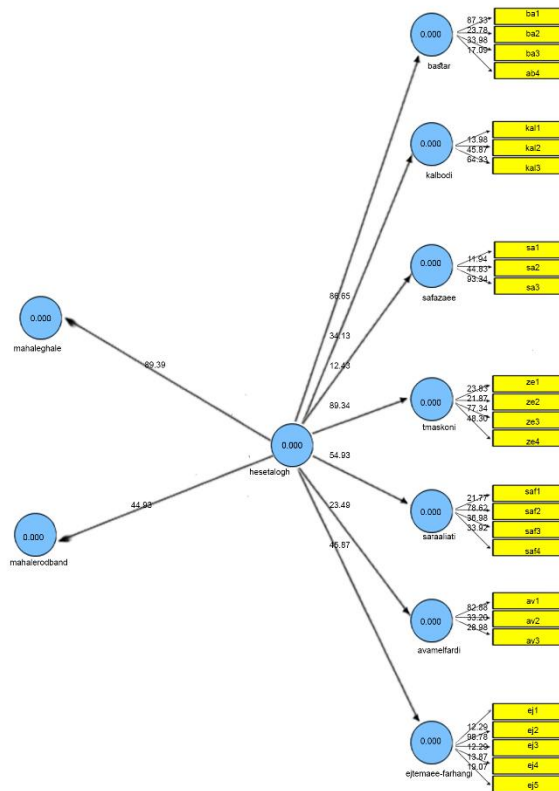 ba1
87.33
ba2
23.78
ba3
33.98
ab4
17.09
0.000
bastar
kal1
13.98
kal2
45.87
kal3
64.33
0.000
kalbodi
sa1
11.94
sa2
44.83
sa3
93.34
0.000
safazaee
86.65
34.13
12.43
0.000
mahaleghale
89.39
ze1
23.83
ze2
21.87
ze3
77.34
ze4
48.30
0.000
tmaskoni
89.34
0.000
hesetalogh
54.93
44.93
23.49
45.87
saf1
21.77
saf2
78.62
saf3
36.98
saf4
33.92
0.000
saraaliati
0.000
mahalerodband
av1
82.88
av2
33.20
av3
28.98
0.000
avamelfardi
ej1
12.29
ej2
98.78
ej3
12.29
ej4
13.87
ej5
19.07
0.000
ejtemaee-farhangi